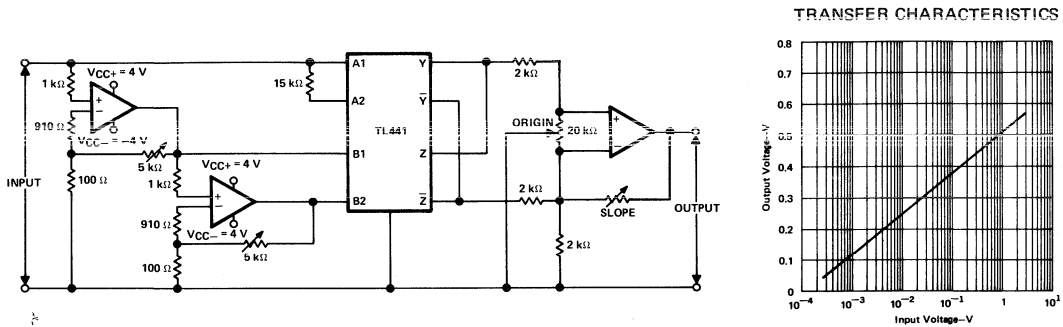 TRANSFER CHARACTERISTICS
VCC+ = 4 V
1 kΩ
+
−
910 Ω
VCC− = −4 V
100 Ω
5 kΩ
1 kΩ
INPUT
VCC+ = 4 V
+
−
910 Ω
VCC− = 4 V
5 kΩ
100 Ω
15 kΩ
A1
A2
B1
B2
TL441
Y
Y
Z
Z
2 kΩ
ORIGIN
20 kΩ
+
−
2 kΩ
SLOPE
2 kΩ
OUTPUT
Output Voltage–V
0.8
0.7
0.6
0.5
0.4
0.3
0.2
0.1
0
10−4
10−3
10−2
10−1
1
101
Input Voltage–V